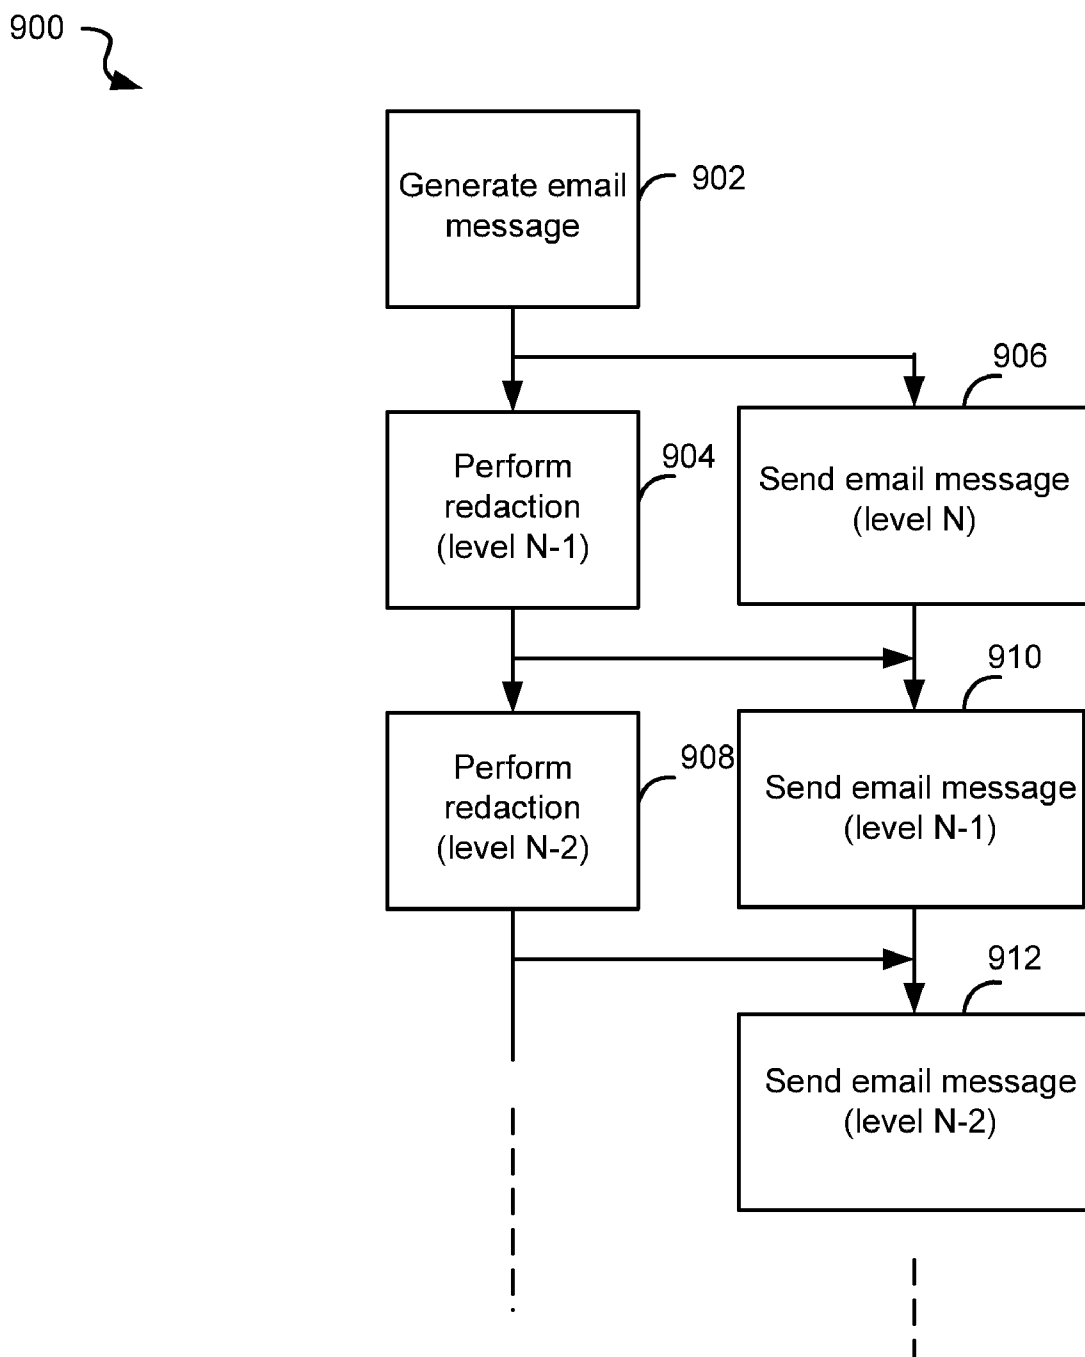 900
Generate email
message
902
906
Perform
redaction
(level N-1)
904
Send email message
(level N)
910
Perform
redaction
(level N-2)
908
Send email message
(level N-1)
912
Send email message
(level N-2)